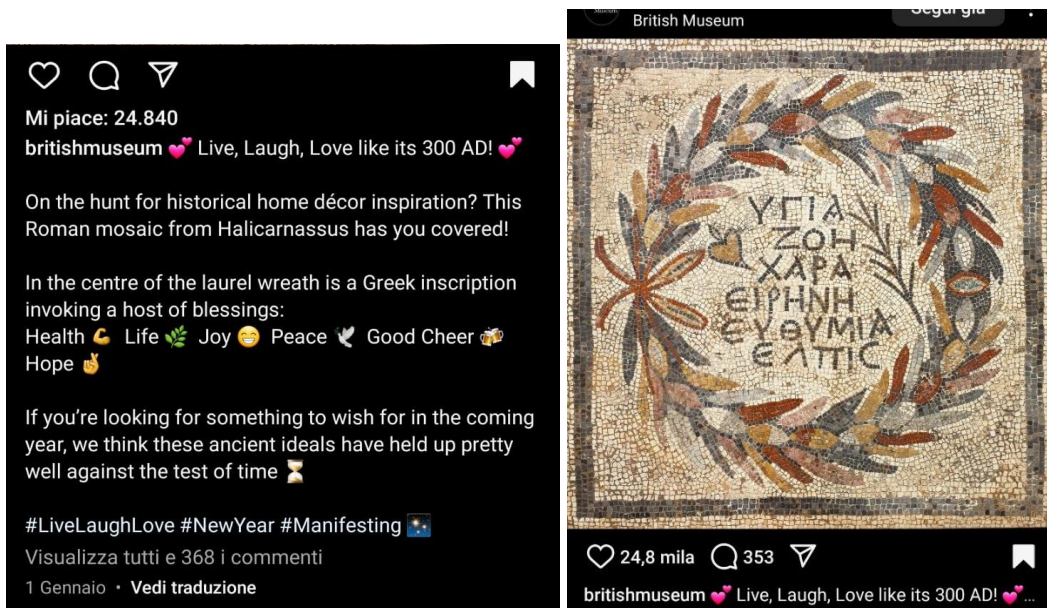 Mi piace: 24.840
britishmuseum 💕 Live, Laugh, Love like its 300 AD! 💕
On the hunt for historical home décor inspiration? This
Roman mosaic from Halicarnassus has you covered!
In the centre of the laurel wreath is a Greek inscription
invoking a host of blessings:
Health 💪 Life 🌿 Joy 😁 Peace 🕊️ Good Cheer 🍻
Hope ✌️
If you’re looking for something to wish for in the coming
year, we think these ancient ideals have held up pretty
well against the test of time ⏳
#LiveLaughLove #NewYear #Manifesting 🎇
Visualizza tutti e 368 i commenti
1 Gennaio • Vedi traduzione
British Museum
ΥΓΙΑ
ΖΟΗ
ΧΑΡΑ
ΕΙΡΗΝΗ
ΕΥΘΥΜΙΑ
ΕΛΠΙϹ
24,8 mila 353
britishmuseum 💕 Live, Laugh, Love like its 300 AD! 💕...